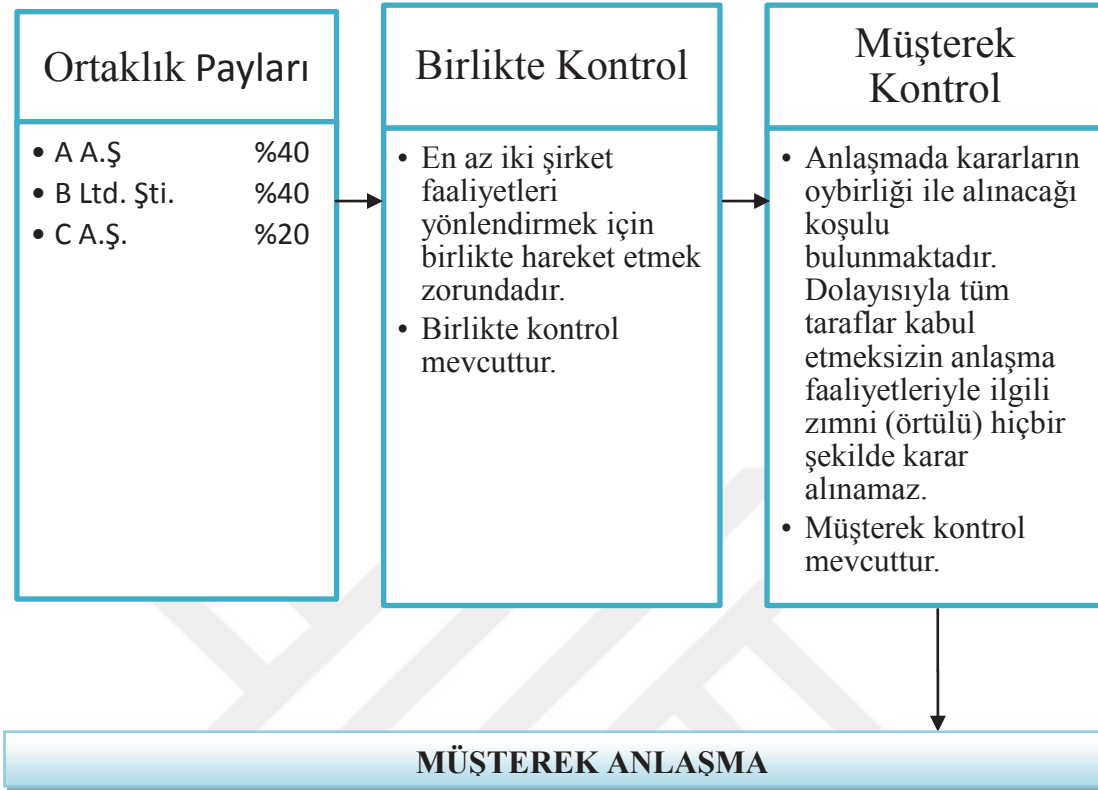 Ortaklık Payları
• A A.Ş %40
• B Ltd. Şti. %40
• C A.Ş. %20
Birlikte Kontrol
• En az iki şirket
faaliyetleri
yönlendirmek için
birlikte hareket etmek
zorundadır.
• Birlikte kontrol
mevcuttur.
Müşterek
Kontrol
• Anlaşmada kararların
oybirliği ile alınacağı
koşulu
bulunmaktadır.
Dolayısıyla tüm
taraflar kabul
etmeksizin anlaşma
faaliyetleriyle ilgili
zımni (örtülü) hiçbir
şekilde karar
alınamaz.
• Müşterek kontrol
mevcuttur.
MÜŞTEREK ANLAŞMA